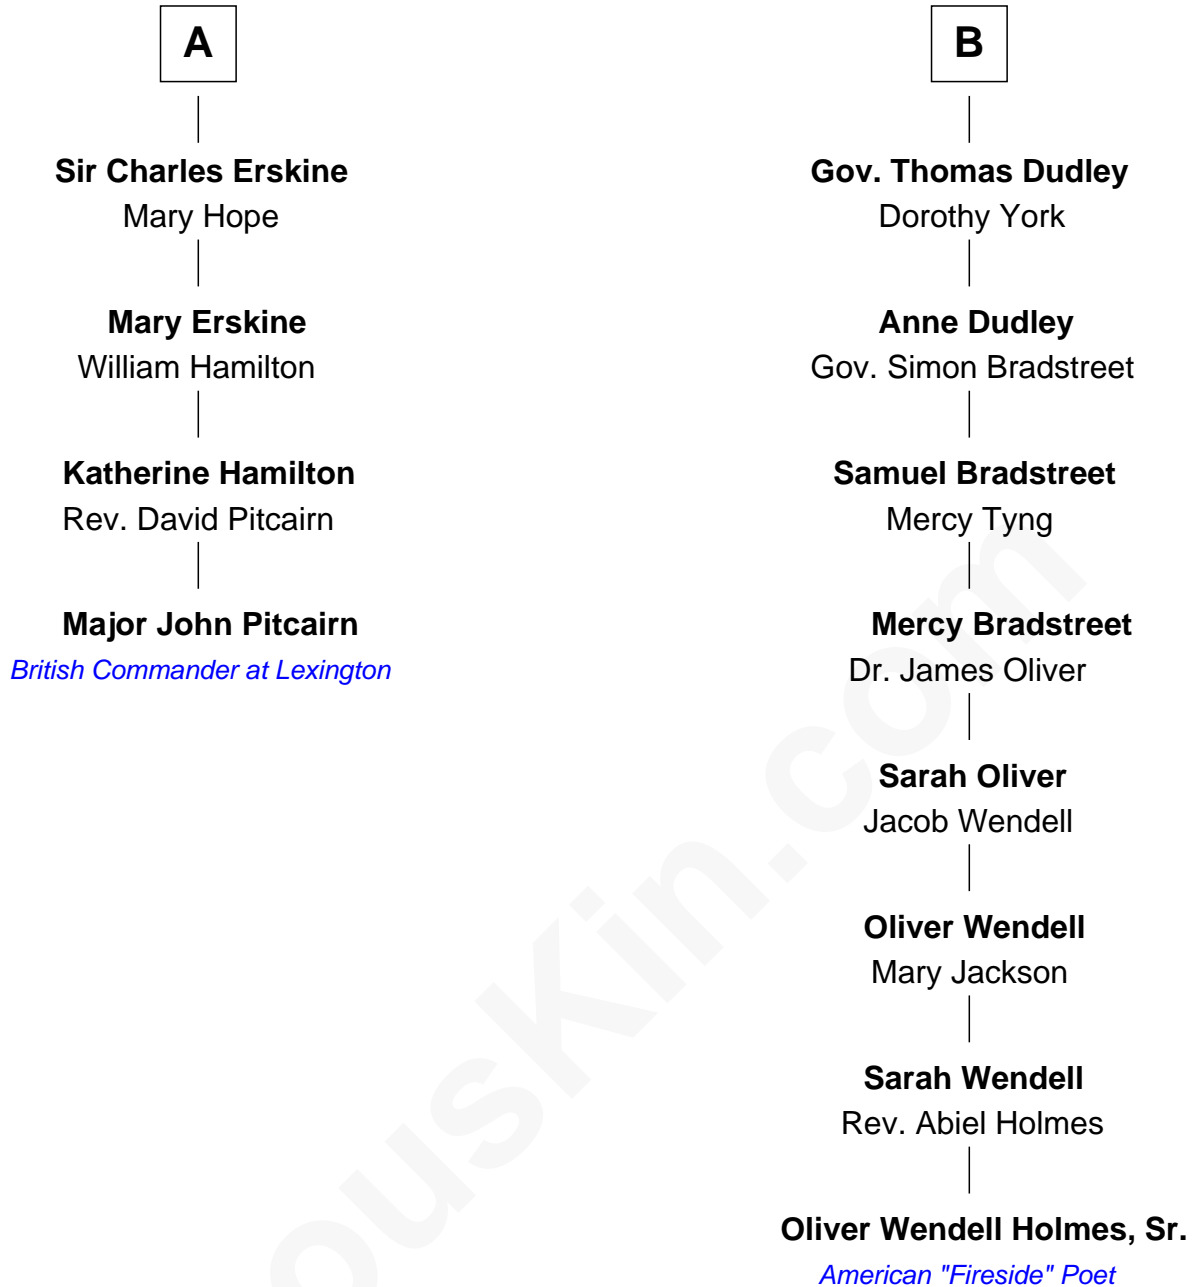 A
Sir Charles Erskine
Mary Hope
Mary Erskine
William Hamilton
Katherine Hamilton
Rev. David Pitcairn
Major John Pitcairn
British Commander at Lexington
B
Gov. Thomas Dudley
Dorothy York
Anne Dudley
Gov. Simon Bradstreet
Samuel Bradstreet
Mercy Tyng
Mercy Bradstreet
Dr. James Oliver
Sarah Oliver
Jacob Wendell
Oliver Wendell
Mary Jackson
Sarah Wendell
Rev. Abiel Holmes
Oliver Wendell Holmes, Sr.
American "Fireside" Poet
ousKin.com